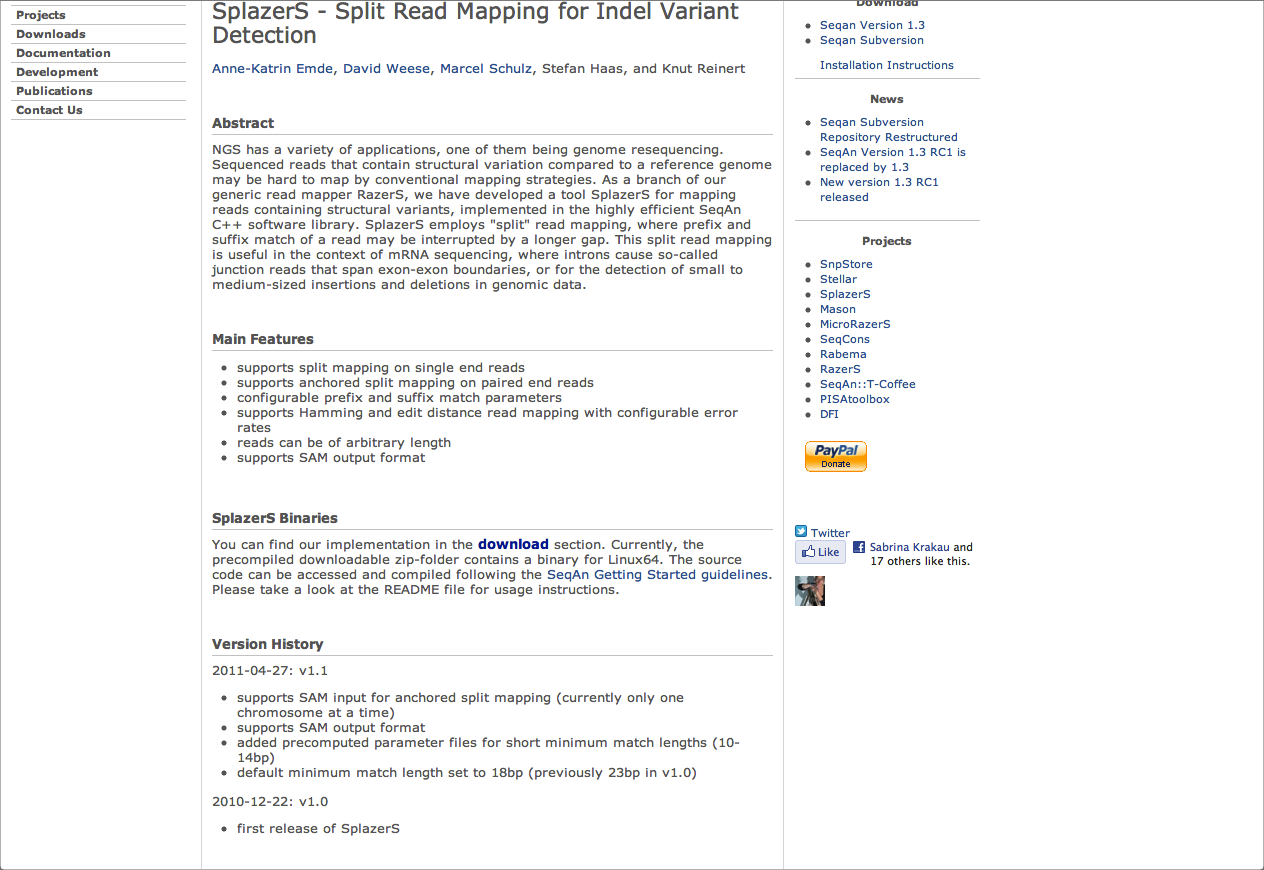 Projects
Downloads
Documentation
Development
Publications
Contact Us
SplazerS - Split Read Mapping for Indel Variant
Detection
Anne-Katrin Emde, David Weese, Marcel Schulz, Stefan Haas, and Knut Reinert
Abstract
NGS has a variety of applications, one of them being genome resequencing.
Sequenced reads that contain structural variation compared to a reference genome
may be hard to map by conventional mapping strategies. As a branch of our
generic read mapper RazerS, we have developed a tool SplazerS for mapping
reads containing structural variants, implemented in the highly efficient SeqAn
C++ software library. SplazerS employs "split" read mapping, where prefix and
suffix match of a read may be interrupted by a longer gap. This split read mapping
is useful in the context of mRNA sequencing, where introns cause so-called
junction reads that span exon-exon boundaries, or for the detection of small to
medium-sized insertions and deletions in genomic data.
Main Features
supports split mapping on single end reads
supports anchored split mapping on paired end reads
configurable prefix and suffix match parameters
supports Hamming and edit distance read mapping with configurable error
rates
reads can be of arbitrary length
supports SAM output format
SplazerS Binaries
You can find our implementation in the download section. Currently, the
precompiled downloadable zip-folder contains a binary for Linux64. The source
code can be accessed and compiled following the SeqAn Getting Started guidelines.
Please take a look at the README file for usage instructions.
Version History
2011-04-27: v1.1
supports SAM input for anchored split mapping (currently only one
chromosome at a time)
supports SAM output format
added precomputed parameter files for short minimum match lengths (10-
14bp)
default minimum match length set to 18bp (previously 23bp in v1.0)
2010-12-22: v1.0
first release of SplazerS
Download
Seqan Version 1.3
Seqan Subversion
Installation Instructions
News
Seqan Subversion
Repository Restructured
SeqAn Version 1.3 RC1 is
replaced by 1.3
New version 1.3 RC1
released
Projects
SnpStore
Stellar
SplazerS
Mason
MicroRazerS
SeqCons
Rabema
RazerS
SeqAn::T-Coffee
PISAtoolbox
DFI
PayPal
Donate
Twitter
Like
Sabrina Krakau and
17 others like this.